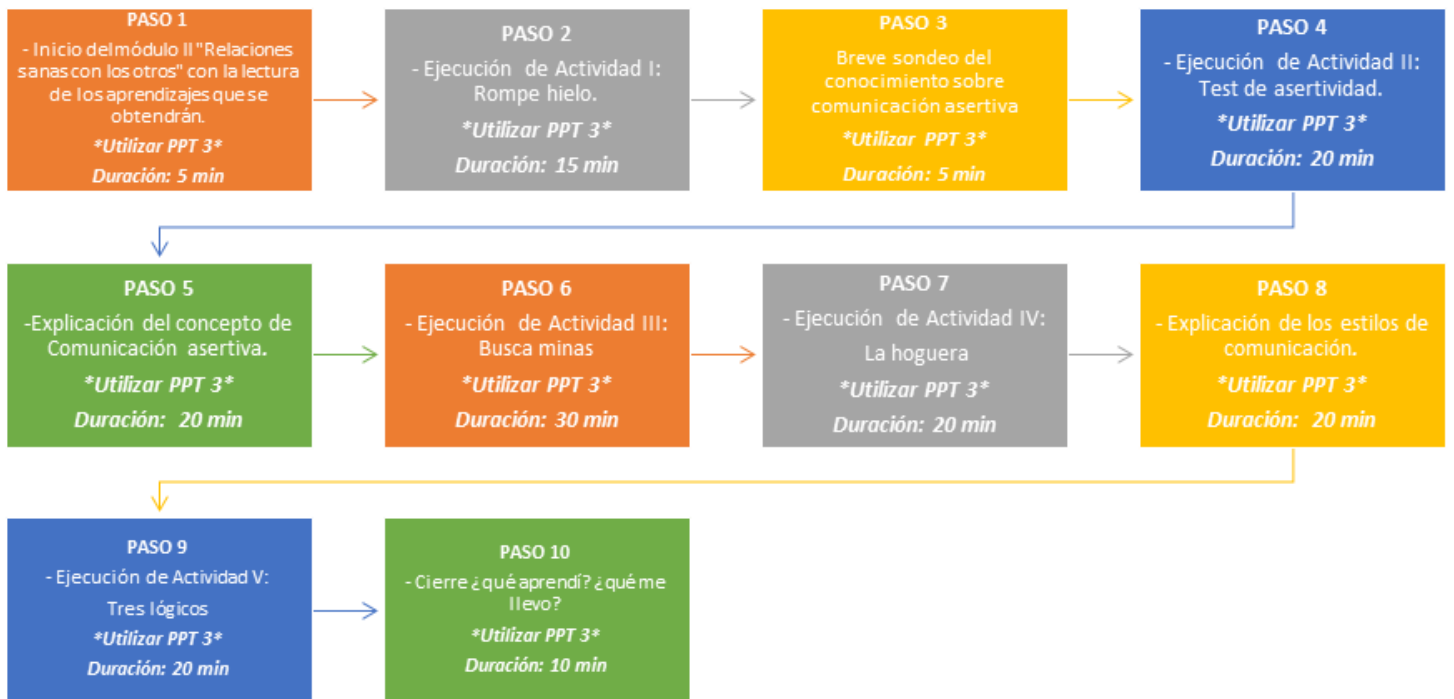 PASO 1
- Inicio del módulo II "Relaciones
sanas con los otros" con la lectura
de los aprendizajes que se
obtendrán.
*Utilizar PPT 3*
Duración: 5 min
PASO 2
- Ejecución de Actividad I:
Rompe hielo.
*Utilizar PPT 3*
Duración: 15 min
PASO 3
Breve sondeo del
conocimiento sobre
comunicación asertiva
*Utilizar PPT 3*
Duración: 5 min
PASO 4
- Ejecución de Actividad II:
Test de asertividad.
*Utilizar PPT 3*
Duración: 20 min
PASO 5
-Explicación del concepto de
Comunicación asertiva.
*Utilizar PPT 3*
Duración: 20 min
PASO 6
- Ejecución de Actividad III:
Busca minas
*Utilizar PPT 3*
Duración: 30 min
PASO 7
- Ejecución de Actividad IV:
La hoguera
*Utilizar PPT 3*
Duración: 20 min
PASO 8
- Explicación de los estilos de
comunicación.
*Utilizar PPT 3*
Duración: 20 min
PASO 9
- Ejecución de Actividad V:
Tres lógicos
*Utilizar PPT 3*
Duración: 20 min
PASO 10
- Cierre ¿qué aprendí? ¿qué me
llevo?
*Utilizar PPT 3*
Duración: 10 min